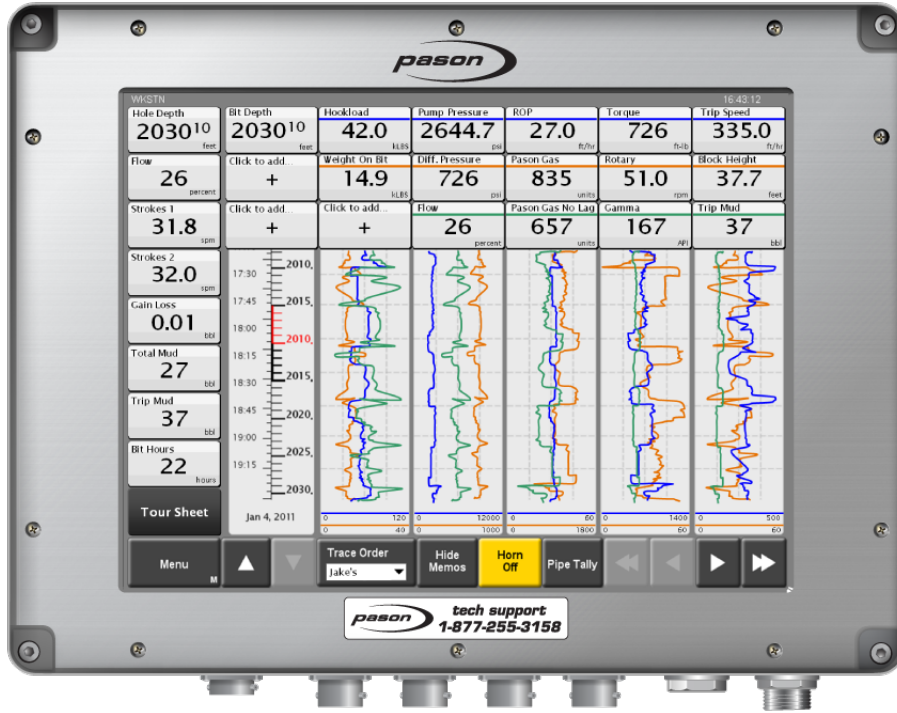 pason
WKSTN 16:43:12
Hole Depth Bit Depth Hookload Pump Pressure ROP Torque Trip Speed
2030¹⁰ 2030¹⁰ 42.0 2644.7 27.0 726 335.0
feet feet kLBS psi ft/hr ft-lb ft/hr
Flow Click to add... Weight On Bit Diff. Pressure Pason Gas Rotary Block Height
26 + 14.9 726 835 51.0 37.7
percent kLBS psi units rpm feet
Strokes 1 Click to add... Click to add... Flow Pason Gas No Lag Gamma Trip Mud
31.8 + + 26 657 167 37
spm percent units API bbl
Strokes 2
32.0
spm
Gain Loss
0.01
bbl
Total Mud
27
bbl
Trip Mud
37
bbl
Bit Hours
22
hours
Tour Sheet
2010
17:30
17:45 2015
18:00
2010
18:15
2015
18:30
18:45 2020
19:00
2025
19:15
2030
Jan 4, 2011
0 120 0 12000 0 60 0 1400 0 500
0 40 0 1000 0 1800 0 60 0 60
Menu
M
Trace Order
Jake's
Hide
Memos
Horn
Off
Pipe Tally
pason tech support
1-877-255-3158